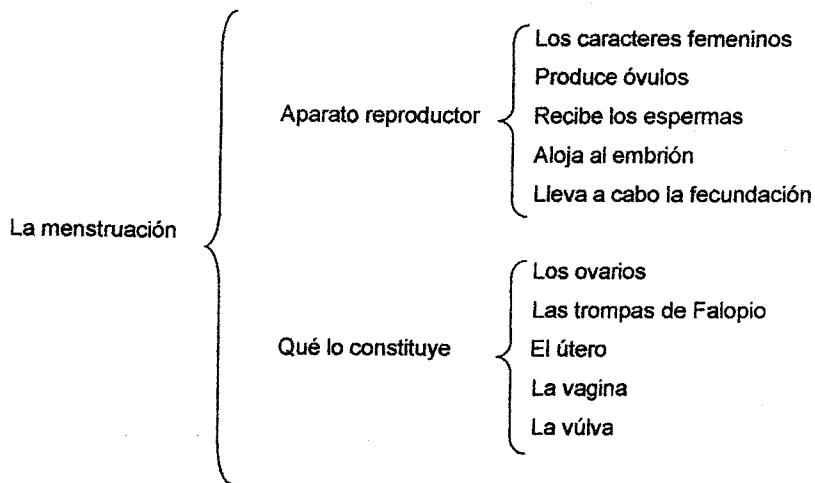 Los caracteres femeninos
Produce óvulos
Aparato reproductor
Recibe los espermas
Aloja al embrión
Lleva a cabo la fecundación
La menstruación
Los ovarios
Las trompas de Falopio
Qué lo constituye
El útero
La vagina
La vúlva